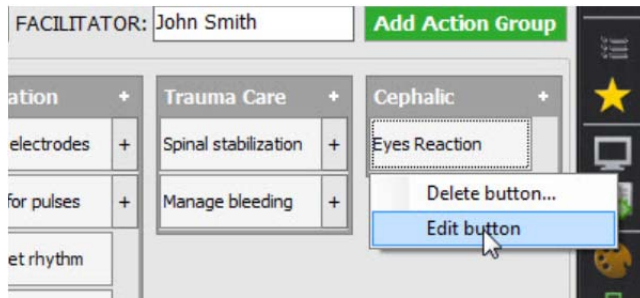 FACILITATOR: John Smith Add Action Group
ation + Trauma Care + Cephalic +
electrodes + Spinal stabilization + Eyes Reaction
for pulses + Manage bleeding + Delete button...
Edit button
et rhythm